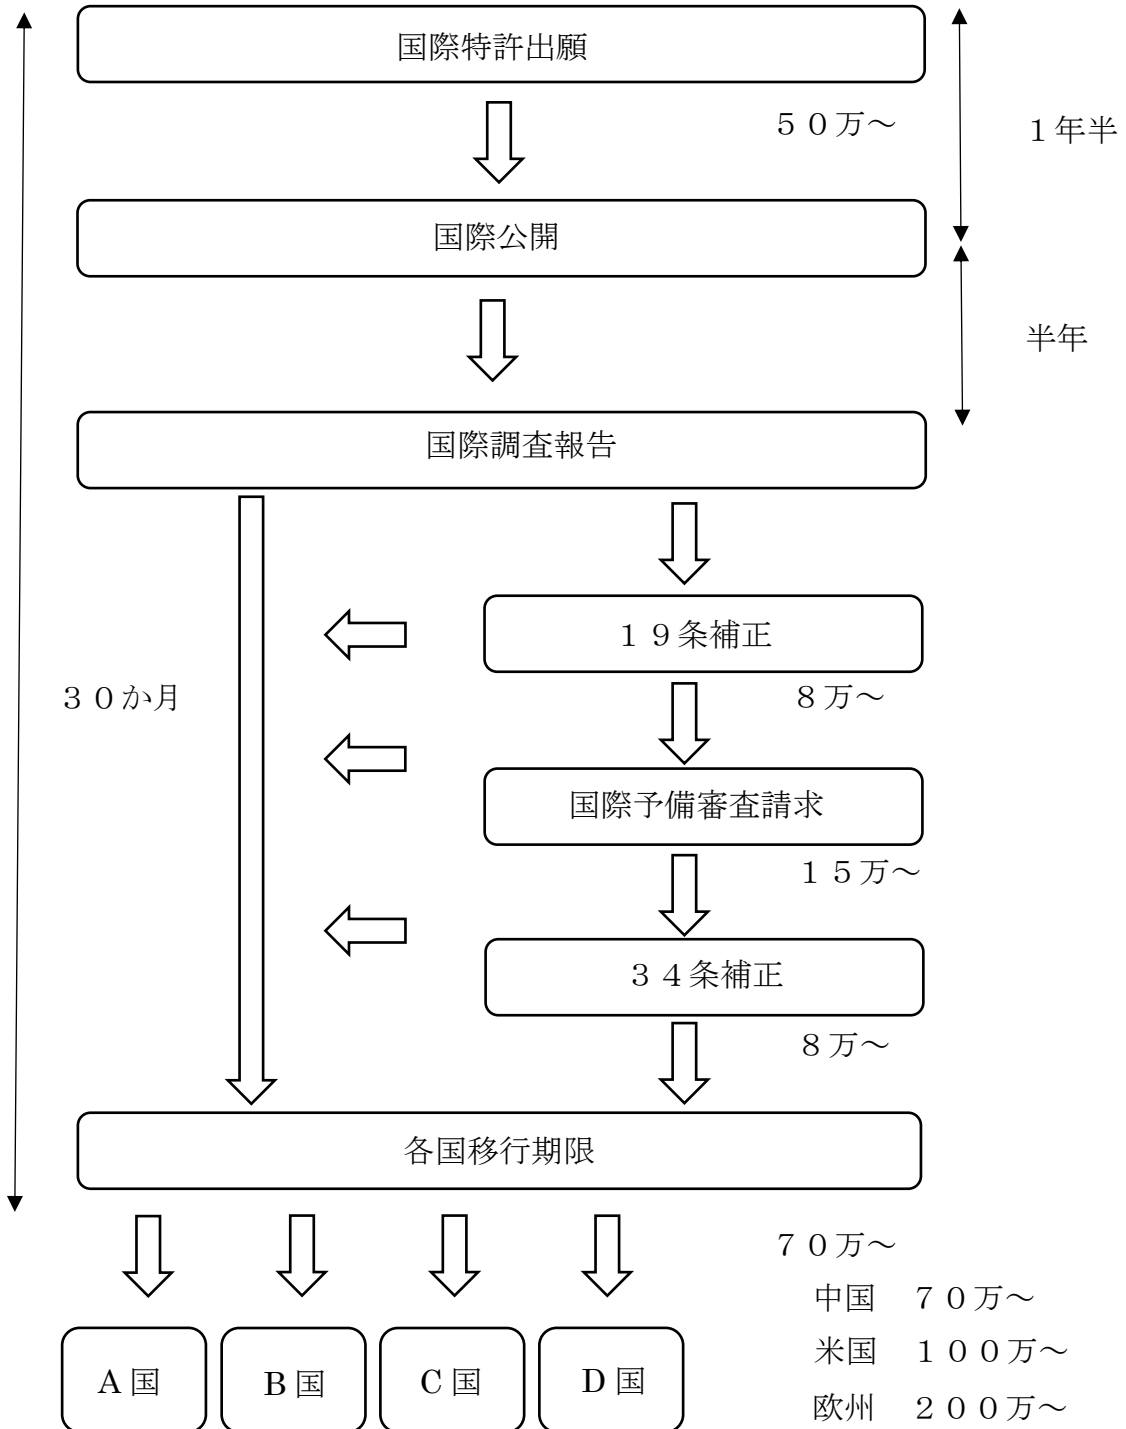 国際特許出願
５０万～
１年半
国際公開
半年
国際調査報告
１９条補正
３０か月
８万～
国際予備審査請求
１５万～
３４条補正
８万～
各国移行期限
７０万～
中国　７０万～
米国　１００万～
欧州　２００万～
A 国
B 国
C 国
D 国